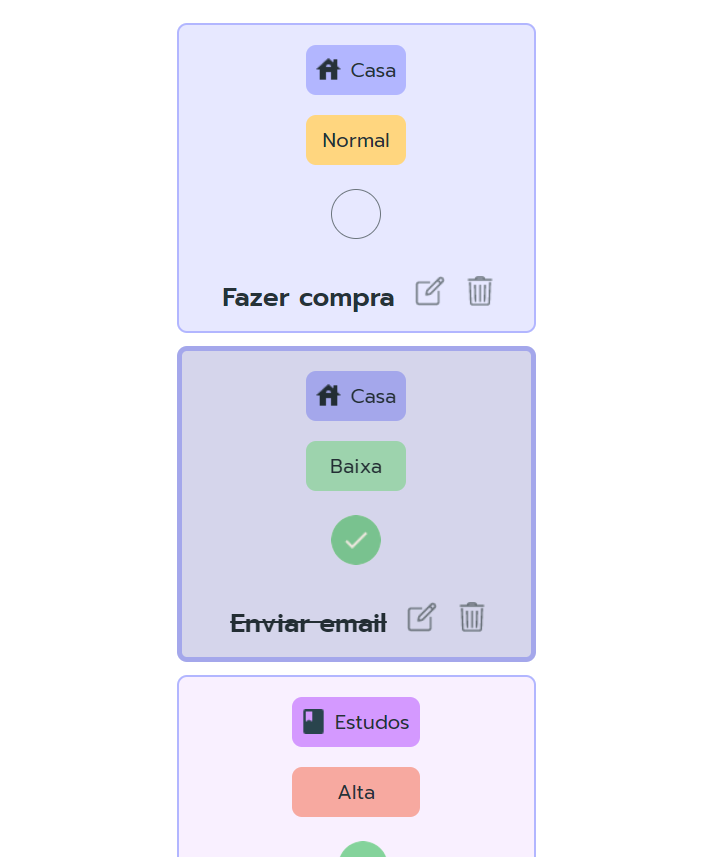 Casa
Normal
Fazer compra
Casa
Baixa
Enviar email
Estudos
Alta